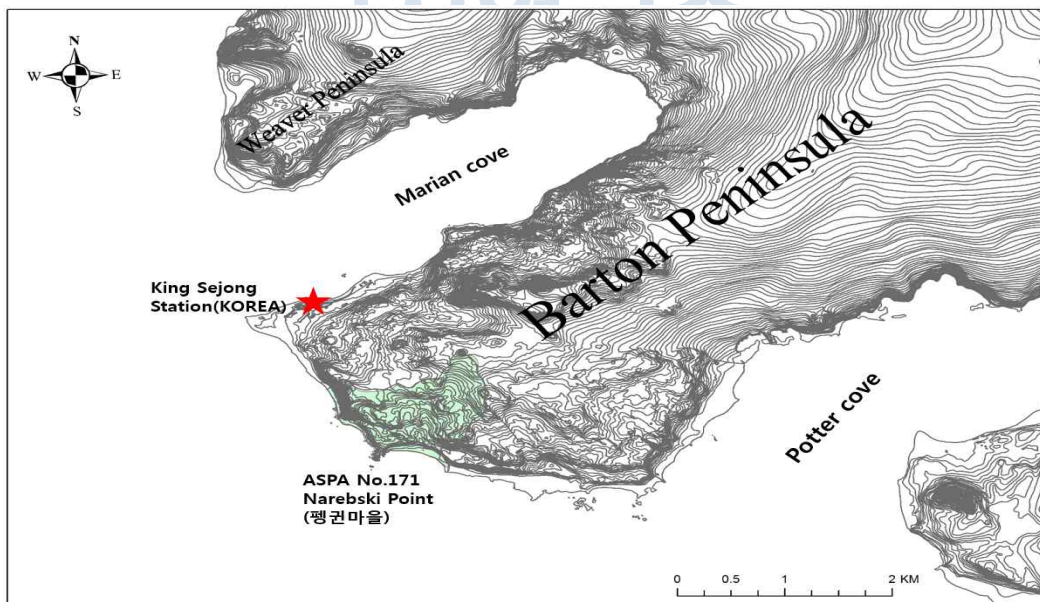 N
W E
S
Weaver Peninsula
Marian cove
Barton Peninsula
King Sejong
Station(KOREA)
Potter cove
ASPA No.171
Narebski Point
(펭귄마을)
0 0.5 1 2 KM